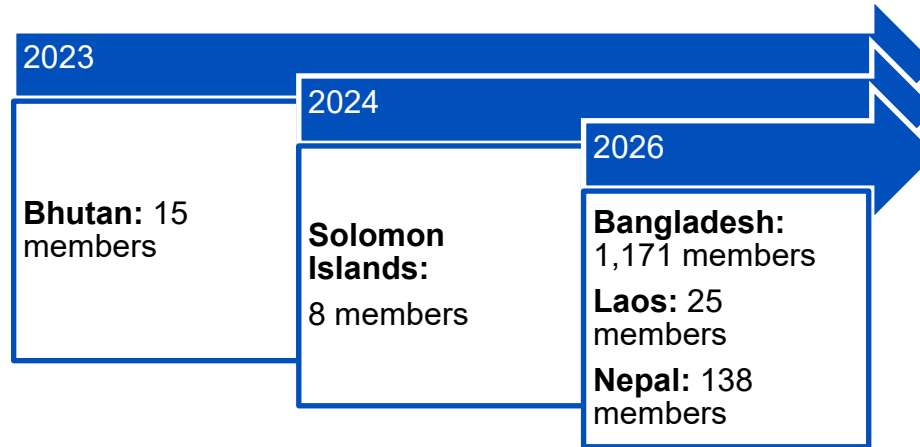 2023
2024
2026
Bhutan: 15
members
Solomon
Islands:
8 members
Bangladesh:
1,171 members
Laos: 25
members
Nepal: 138
members